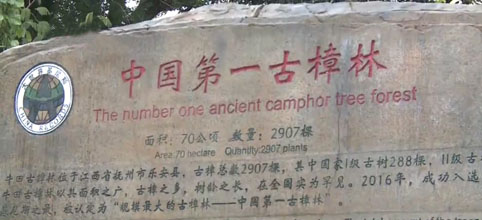 中国第一古樟林
The number one ancient camphor tree forest
面积：70公顷 数量：2907棵
Area:70 hectare Quantity:2907 plants
牛田古樟林位于江西省抚州市乐安县，古樟总数2907棵，其中国家I级古树288棵，II级古
牛田古樟林以其面积之广，古樟之多，树龄之长，在全国实为罕见。2016年，成功入选
被认定为“规模最大的古樟林——中国第一古樟林”。